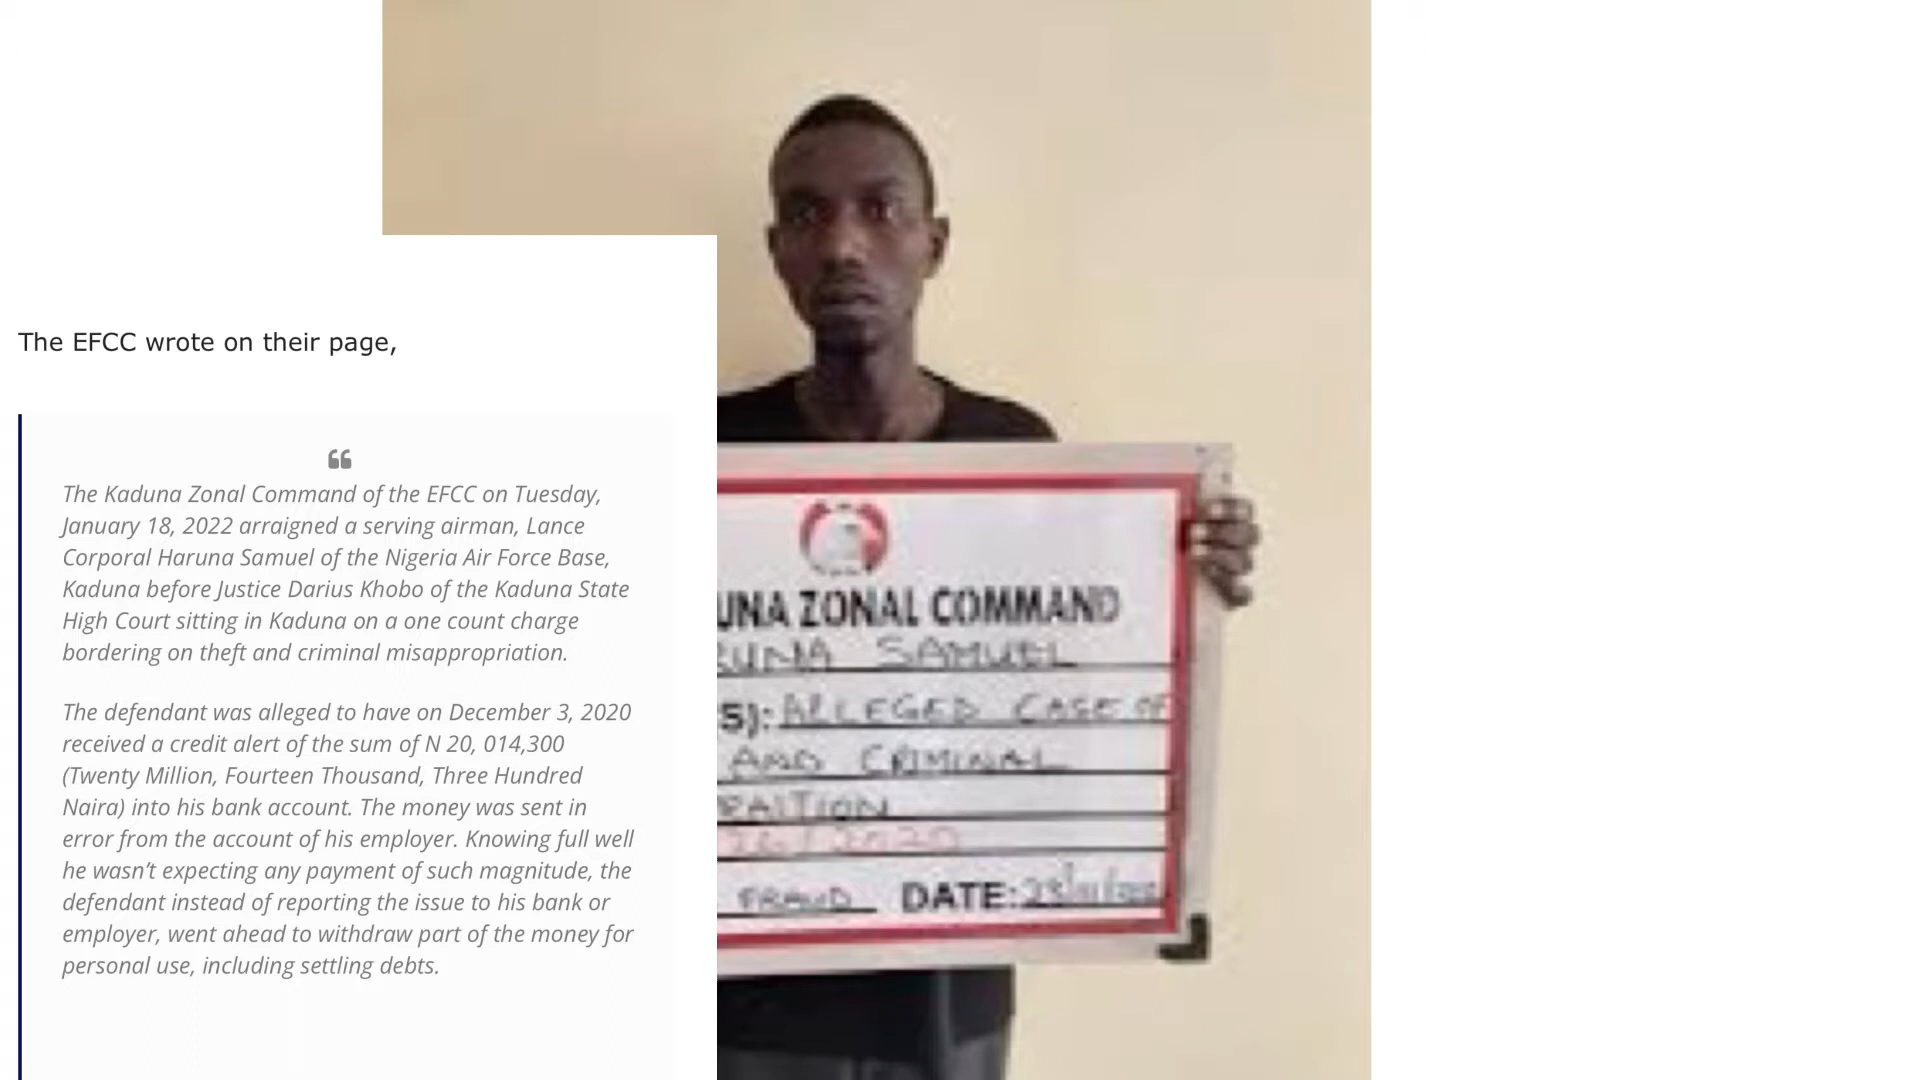 The EFCC wrote on their page,
The Kaduna Zonal Command of the EFCC on Tuesday,
January 18, 2022 arraigned a serving airman, Lance
Corporal Haruna Samuel of the Nigeria Air Force Base,
Kaduna before Justice Darius Khobo of the Kaduna State
High Court sitting in Kaduna on a one count charge
bordering on theft and criminal misappropriation.
The defendant was alleged to have on December 3, 2020
received a credit alert of the sum of N 20, 014,300
(Twenty Million, Fourteen Thousand, Three Hundred
Naira) into his bank account. The money was sent in
error from the account of his employer. Knowing full well
he wasn’t expecting any payment of such magnitude, the
defendant instead of reporting the issue to his bank or
employer, went ahead to withdraw part of the money for
personal use, including settling debts.
UNA ZONAL COMMAND
RUNA SAMUEL
S): ALLEGED CASE OF
AND CRIMINAL
FRAUD DATE: